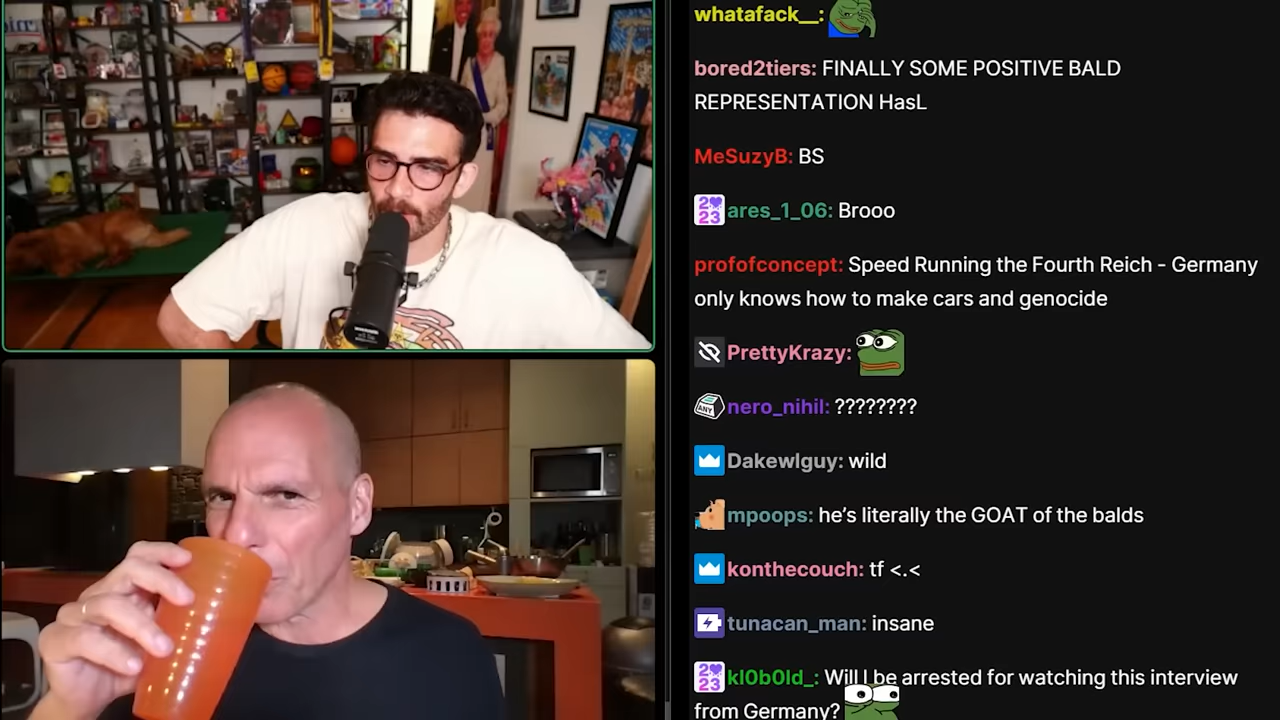 whatafack__:
bored2tiers: FINALLY SOME POSITIVE BALD
REPRESENTATION HasL
MeSuzyB: BS
ares_1_06: Brooo
profofconcept: Speed Running the Fourth Reich - Germany
only knows how to make cars and genocide
PrettyKrazy:
nero_nihil: ????????
Dakewlguy: wild
mpoops: he's literally the GOAT of the balds
konthecouch: tf <.<
tunacan_man: insane
kl0b0ld_: Will I be arrested for watching this interview
from Germany?